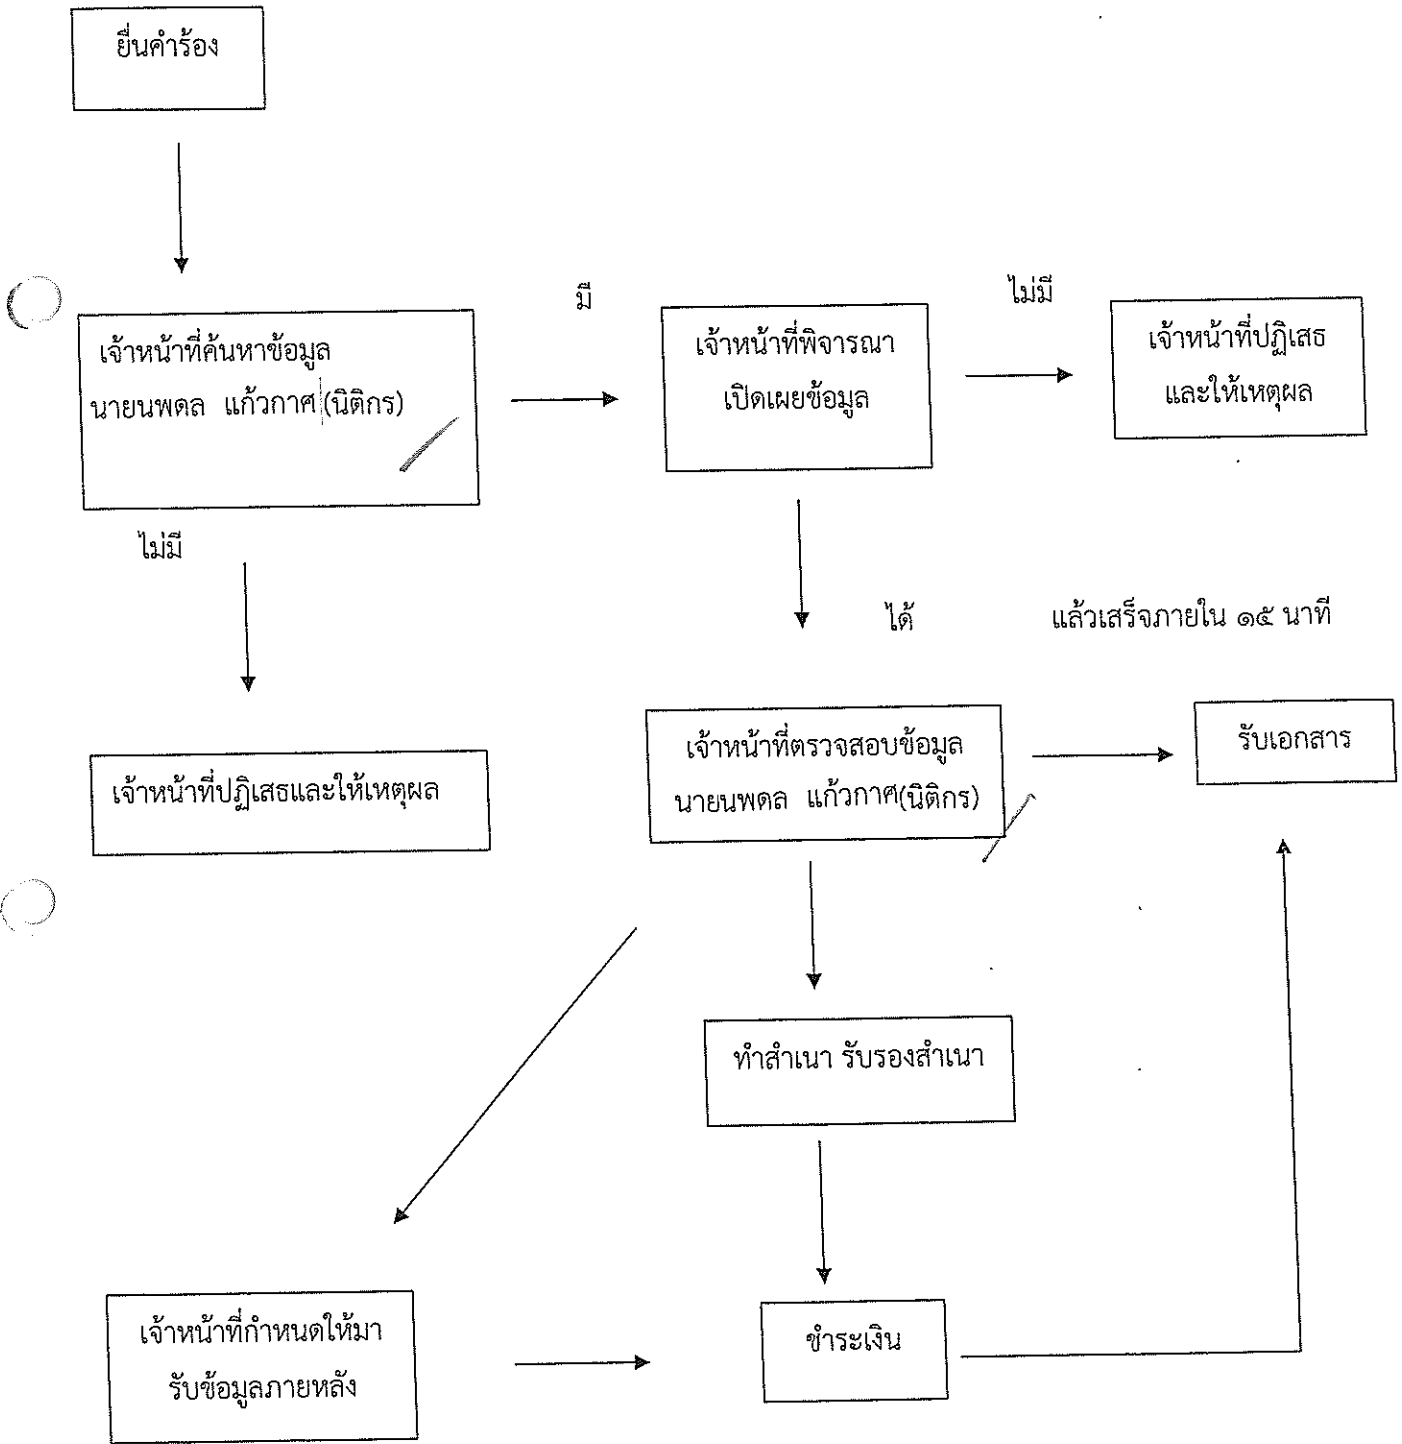 ยื่นคำร้อง
เจ้าหน้าที่ค้นหาข้อมูล
นายนพดล แก้วกาศ (นิติกร)
มี
เจ้าหน้าที่พิจารณา
เปิดเผยข้อมูล
ไม่มี
เจ้าหน้าที่ปฏิเสธ
และให้เหตุผล
ไม่มี
ได้
แล้วเสร็จภายใน ๑๕ นาที
เจ้าหน้าที่ปฏิเสธและให้เหตุผล
เจ้าหน้าที่ตรวจสอบข้อมูล
นายนพดล แก้วกาศ(นิติกร)
รับเอกสาร
ทำสำเนา รับรองสำเนา
เจ้าหน้าที่กำหนดให้มา
รับข้อมูลภายหลัง
ชำระเงิน